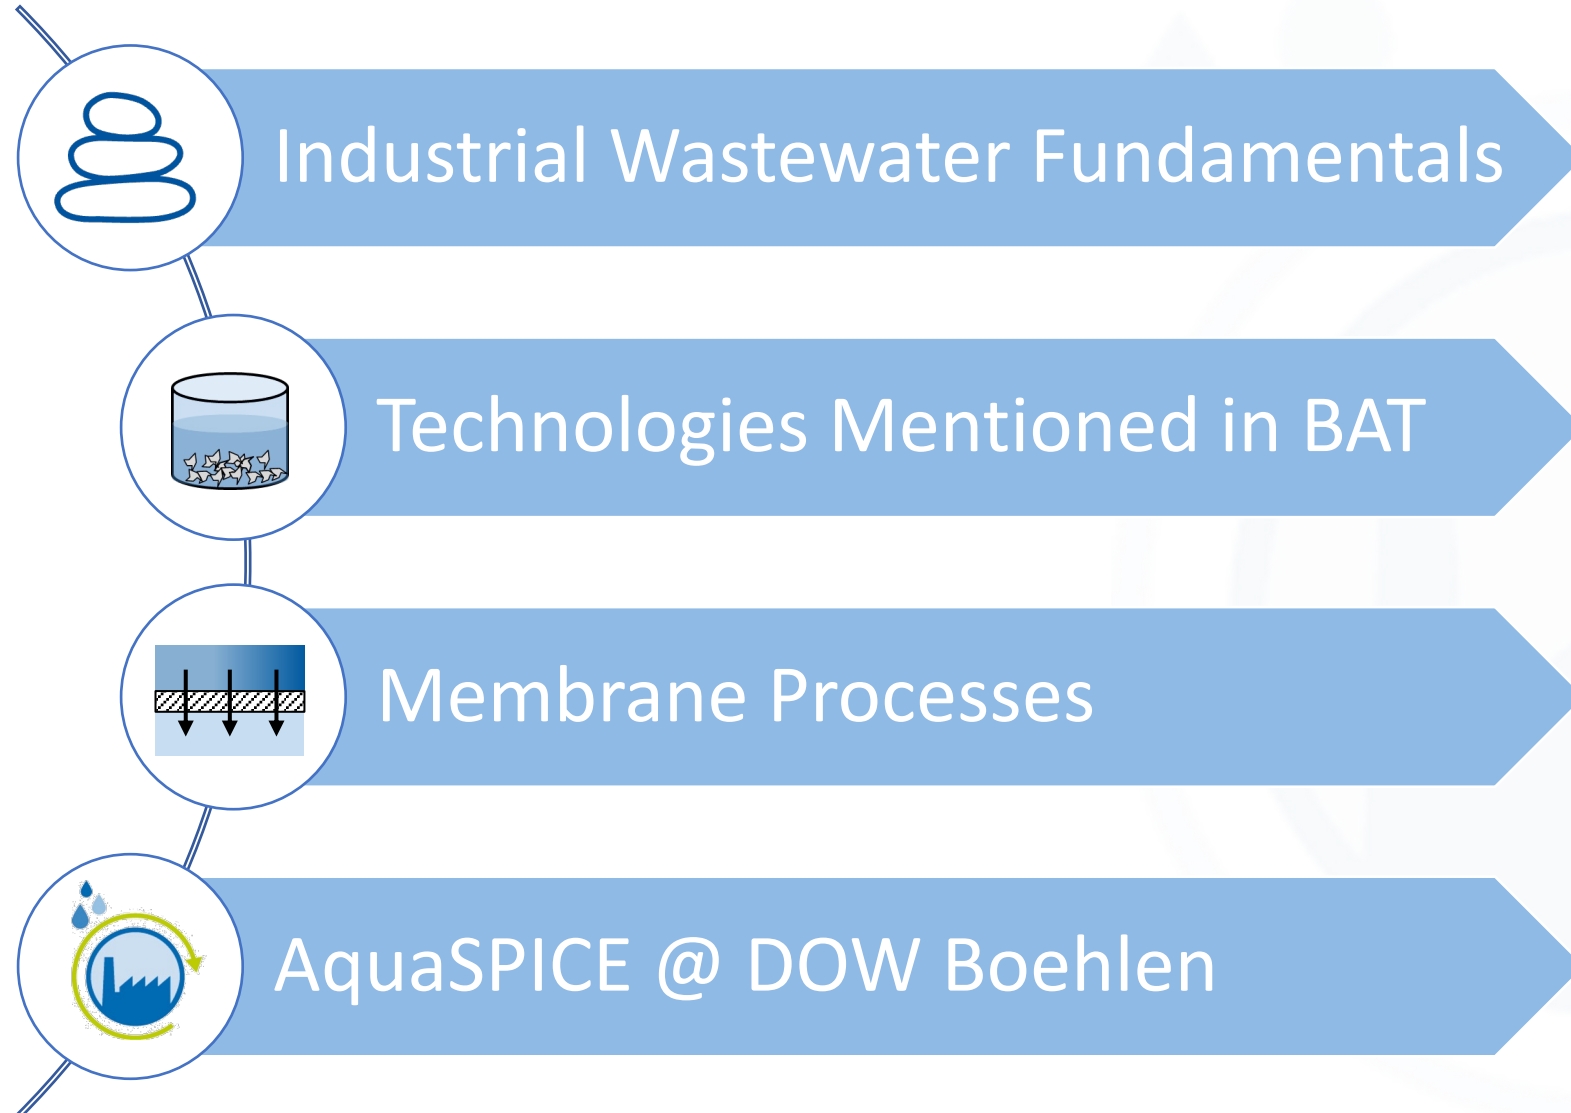 Industrial Wastewater Fundamentals
Technologies Mentioned in BAT
Membrane Processes
AquaSPICE @ DOW Boehlen